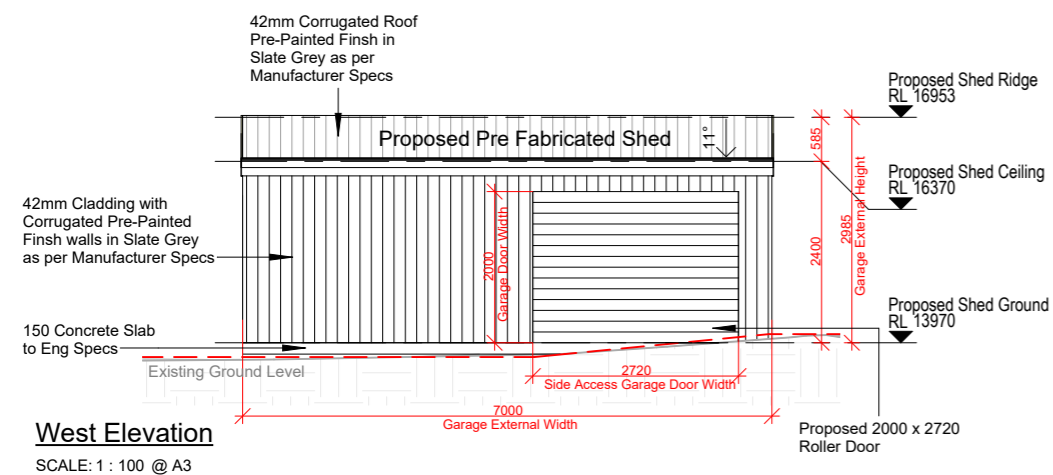 42mm Corrugated Roof
Pre-Painted Finsh in
Slate Grey as per
Manufacturer Specs
Proposed Pre Fabricated Shed
11°
42mm Cladding with
Corrugated Pre-Painted
Finsh walls in Slate Grey
as per Manufacturer Specs
150 Concrete Slab
to Eng Specs
Existing Ground Level
2000
Garage Door Width
2720
Side Access Garage Door Width
7000
Garage External Width
585
2400
2985
Garage External Height
Proposed Shed Ridge
RL 16953
Proposed Shed Ceiling
RL 16370
Proposed Shed Ground
RL 13970
Proposed 2000 x 2720
Roller Door
West Elevation
SCALE: 1 : 100 @ A3